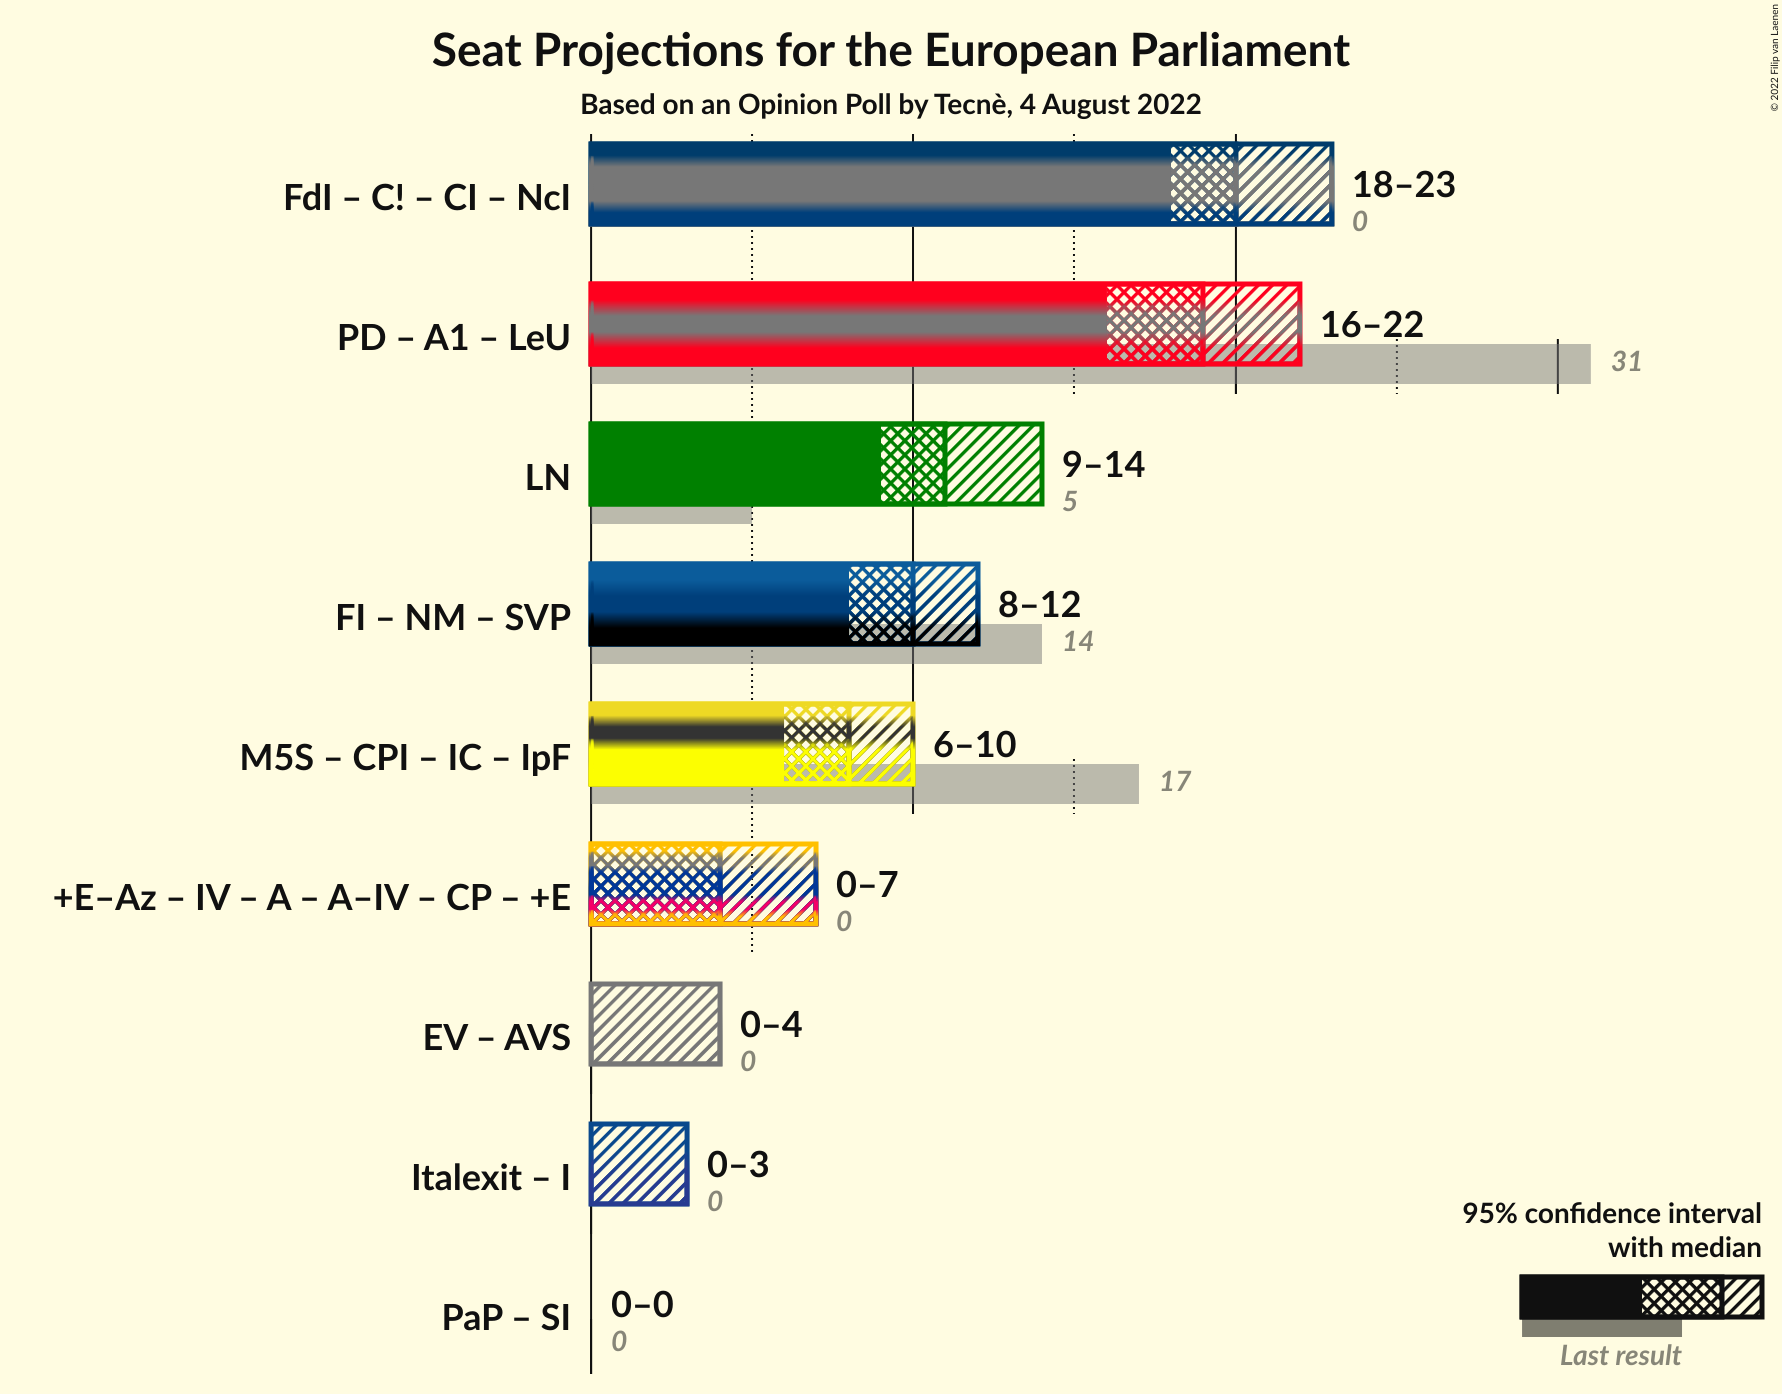 Seat Projections for the European Parliament
Based on an Opinion Poll by Tecnè, 4 August 2022
© 2022 Filip van Laenen
FdI – C! – CI – NcI
18–23
0
PD – A1 – LeU
16–22
31
LN
9–14
5
FI – NM – SVP
8–12
14
M5S – CPI – IC – IpF
6–10
17
+E–Az – IV – A – A–IV – CP – +E
0–7
0
EV – AVS
0–4
0
Italexit – I
0–3
0
PaP – SI
0–0
0
95% confidence interval
with median
Last result